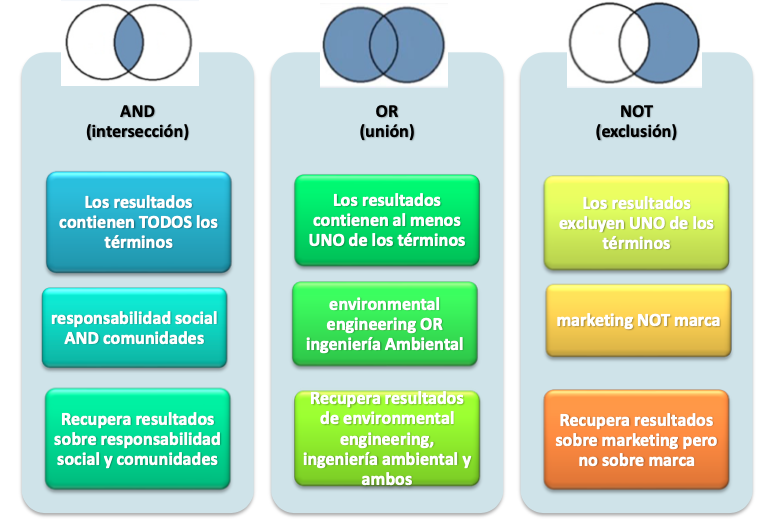 AND
(intersección)
Los resultados
contienen TODOS los
términos
responsabilidad social
AND comunidades
Recupera resultados
sobre responsabilidad
social y comunidades
OR
(unión)
Los resultados
contienen al menos
UNO de los términos
environmental
engineering OR
ingeniería Ambiental
Recupera resultados
de environmental
engineering,
ingeniería ambiental y
ambos
NOT
(exclusión)
Los resultados
excluyen UNO de los
términos
marketing NOT marca
Recupera resultados
sobre marketing pero
no sobre marca